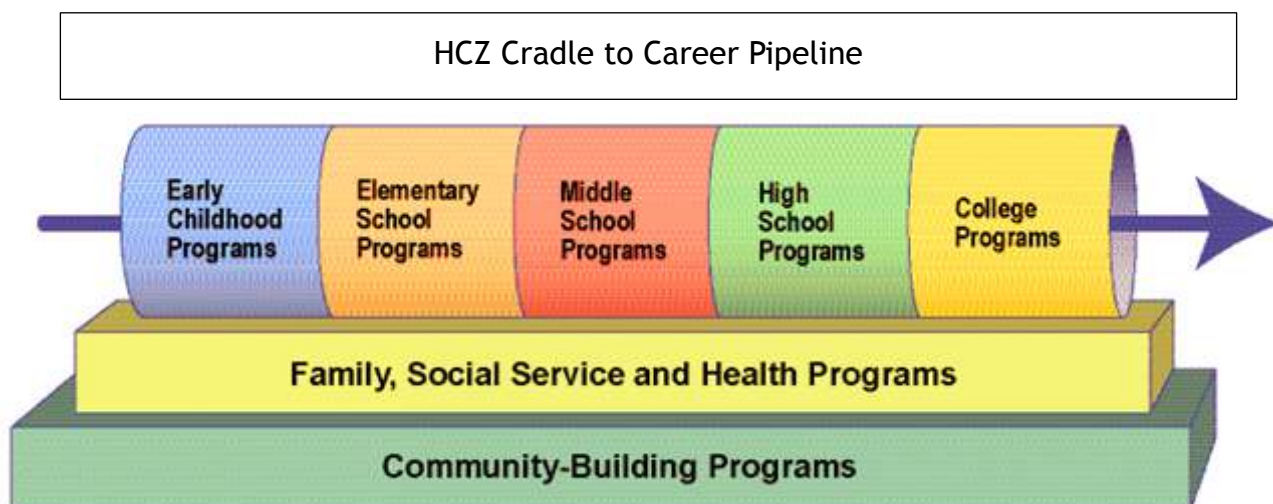 HCZ Cradle to Career Pipeline
Early
Childhood
Programs
Elementary
School
Programs
Middle
School
Programs
High
School
Programs
College
Programs
Family, Social Service and Health Programs
Community-Building Programs